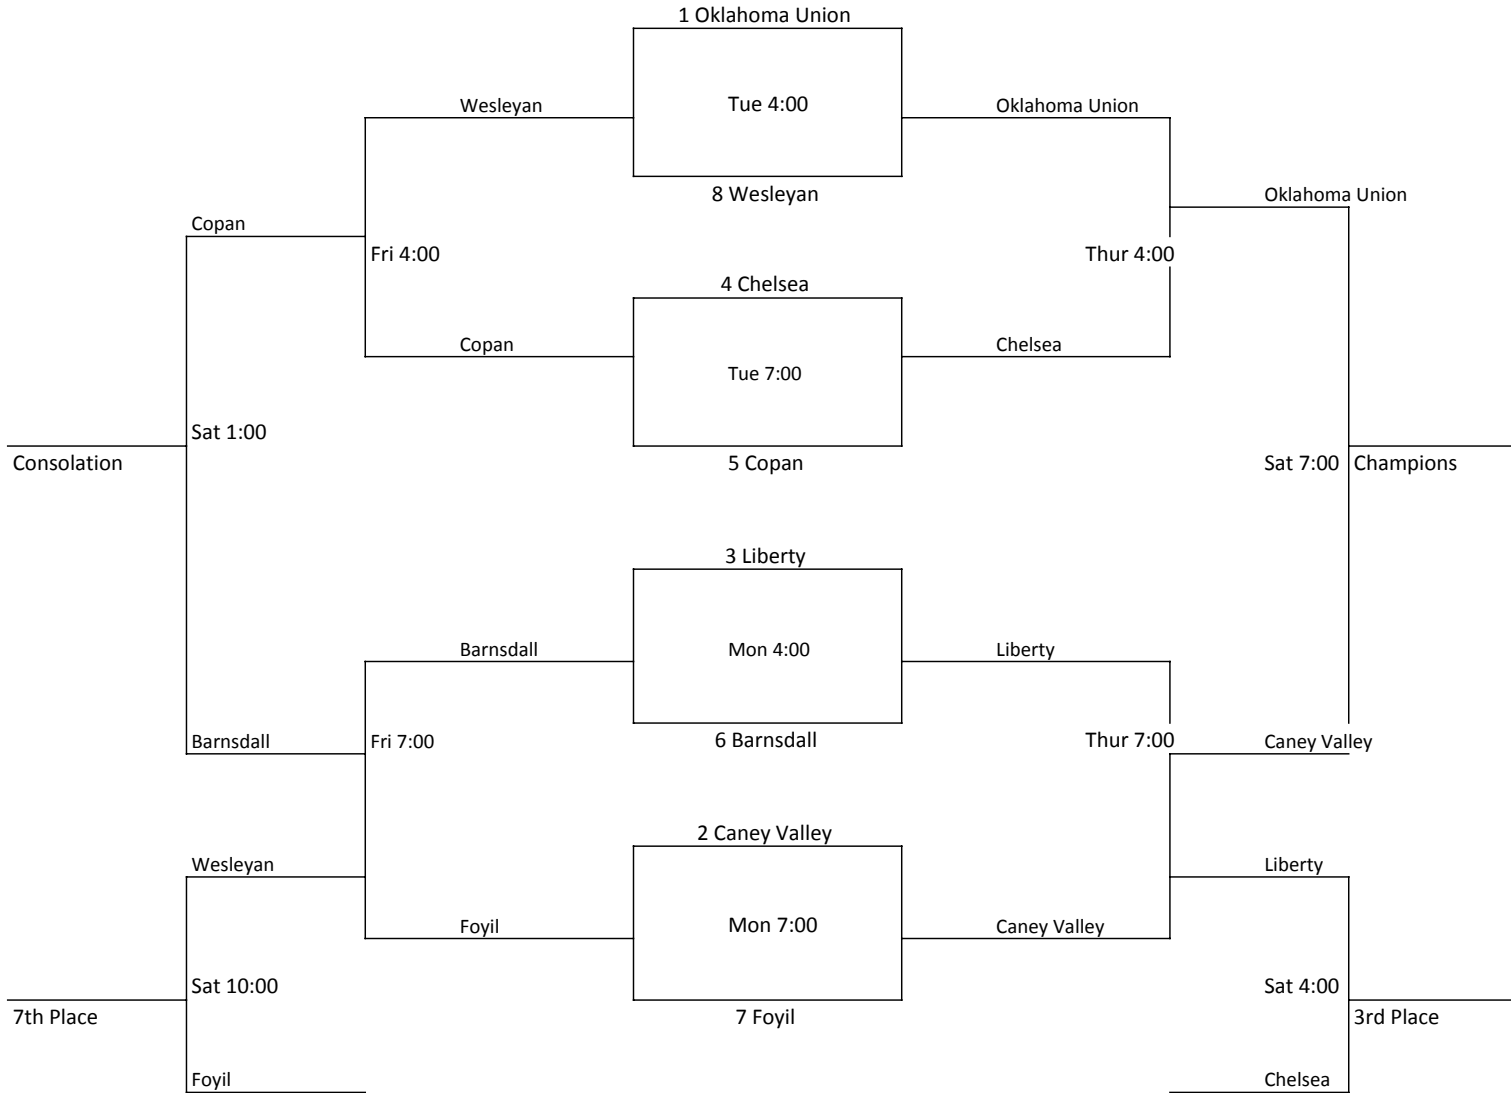 1 Oklahoma Union
Wesleyan
Tue 4:00
Oklahoma Union
8 Wesleyan
Oklahoma Union
Copan
Fri 4:00
Thur 4:00
4 Chelsea
Copan
Tue 7:00
Chelsea
Sat 1:00
Consolation
5 Copan
Sat 7:00
Champions
3 Liberty
Barnsdall
Mon 4:00
Liberty
Barnsdall
Fri 7:00
6 Barnsdall
Thur 7:00
Caney Valley
2 Caney Valley
Wesleyan
Liberty
Foyil
Mon 7:00
Caney Valley
Sat 10:00
Sat 4:00
7th Place
7 Foyil
3rd Place
Foyil
Chelsea